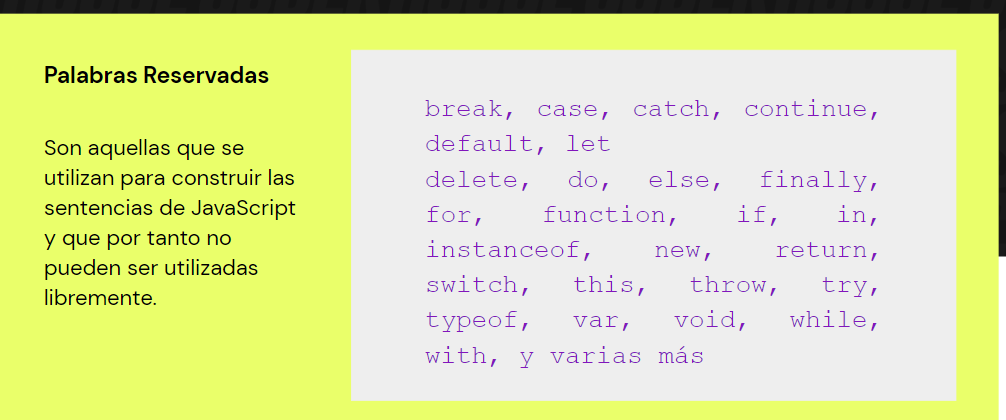 Palabras Reservadas
Son aquellas que se
utilizan para construir las
sentencias de JavaScript
y que por tanto no
pueden ser utilizadas
libremente.
break, case, catch, continue,
default, let
delete, do, else, finally,
for, function, if, in,
instanceof, new, return,
switch, this, throw, try,
typeof, var, void, while,
with, y varias más